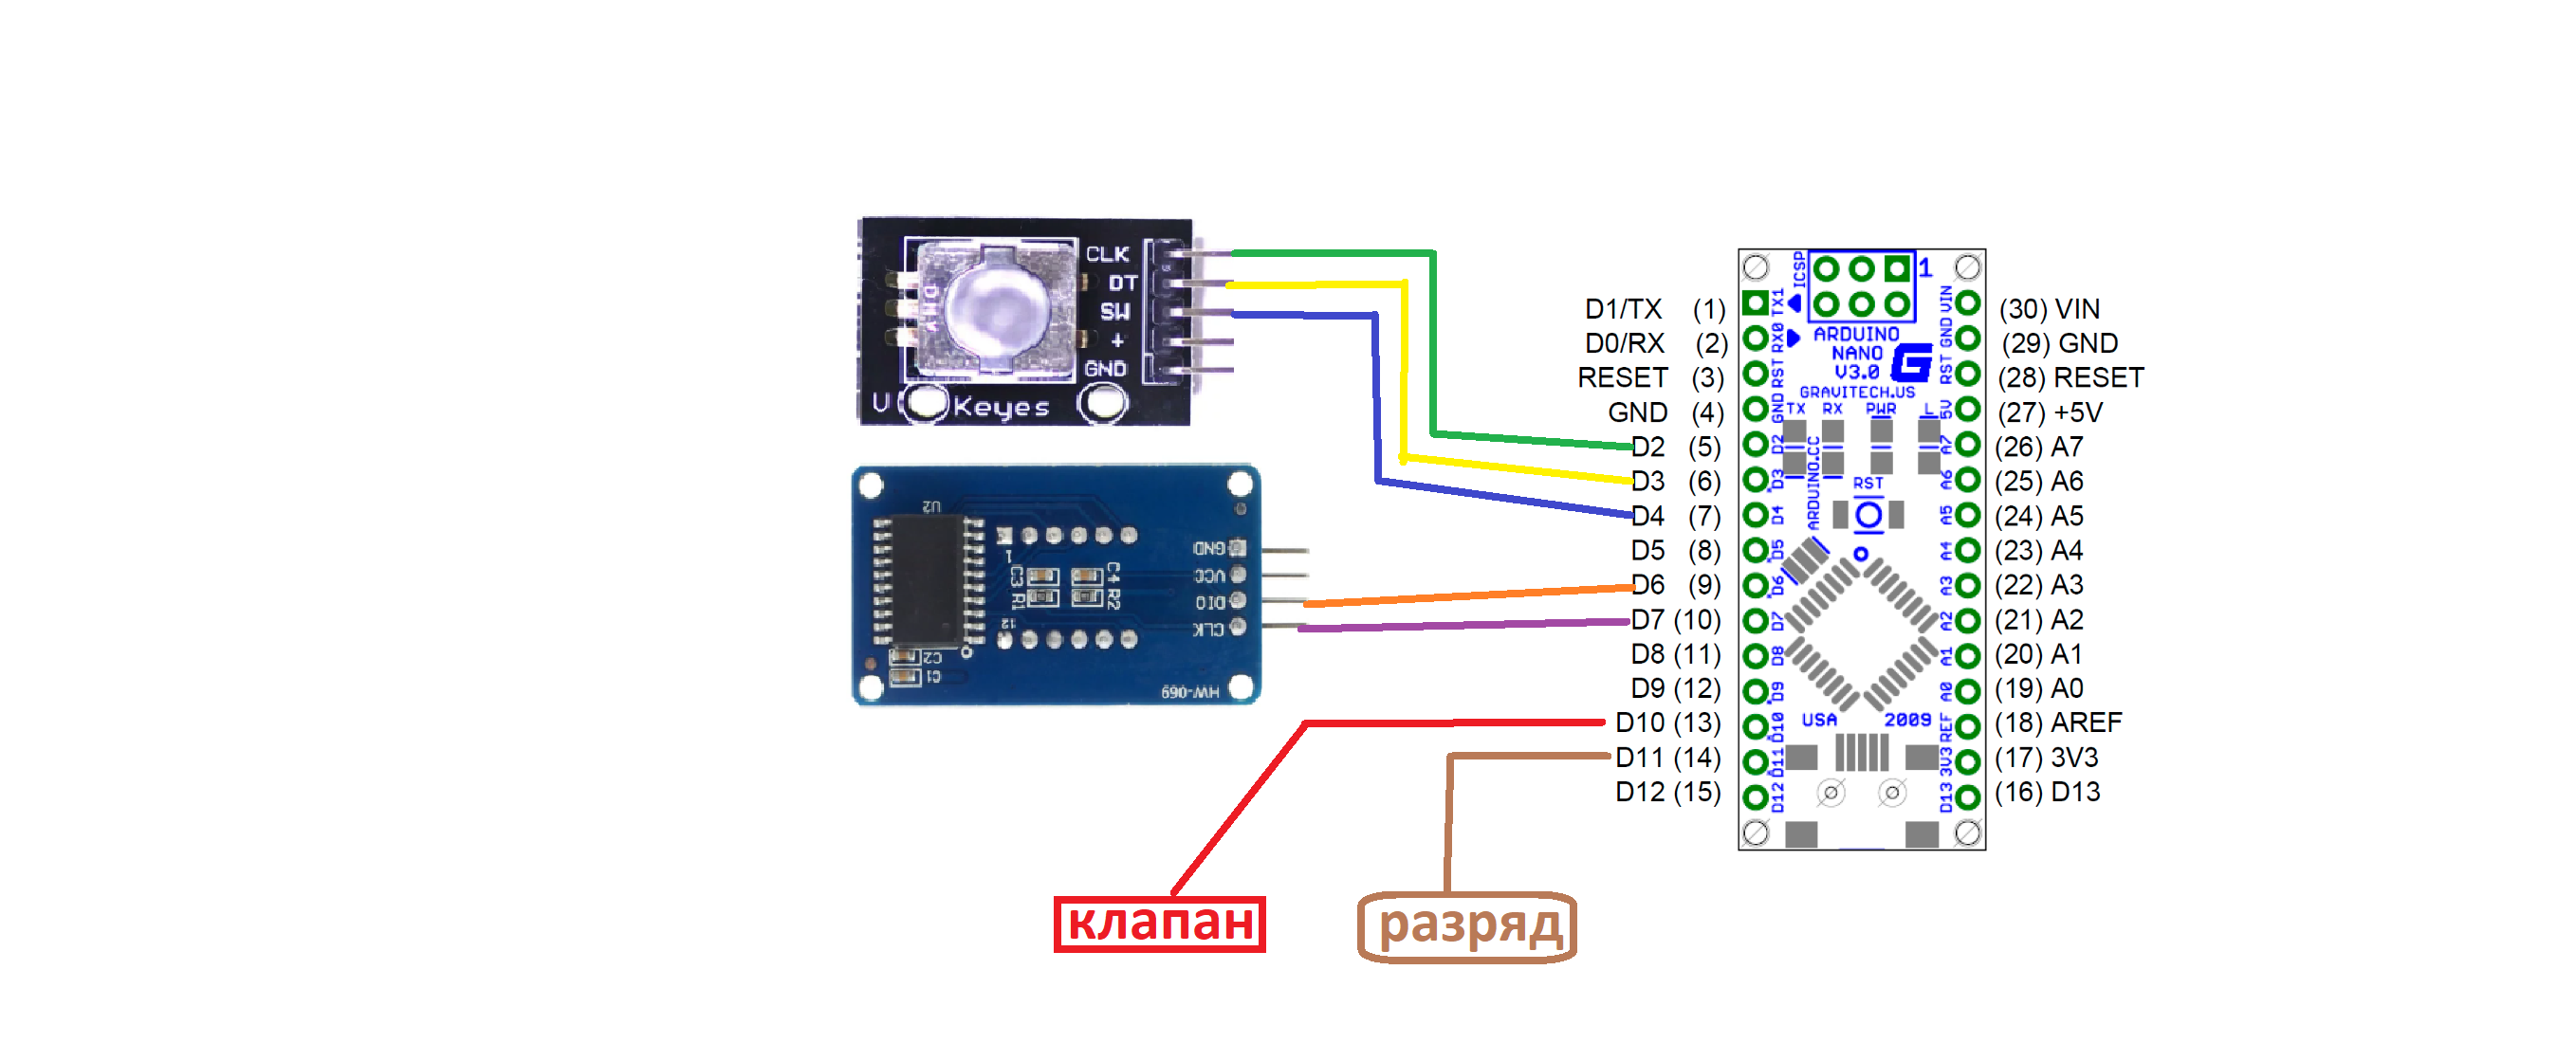 CLK
DT
SW
+
GND
V
Keyes
U2
1
C3
C4
R1
R2
12
C2
C1
GND
VCC
DIO
CLK
HW-069
клапан
разряд
D1/TX (1)
D0/RX (2)
RESET (3)
GND (4)
D2 (5)
D3 (6)
D4 (7)
D5 (8)
D6 (9)
D7 (10)
D8 (11)
D9 (12)
D10 (13)
D11 (14)
D12 (15)
ICSP
1
TX1
RX0
RST
GND
D2
D3
D4
D5
D6
D7
D8
D9
D10
D11
D12
ARDUINO
NANO
V3.0
G
GRAVITECH.US
TX RX PWR L
ARDUINO.CC
RST
USA 2009
VIN
GND
RST
5V
A7
A6
A5
A4
A3
A2
A1
A0
REF
3V3
D13
(30) VIN
(29) GND
(28) RESET
(27) +5V
(26) A7
(25) A6
(24) A5
(23) A4
(22) A3
(21) A2
(20) A1
(19) A0
(18) AREF
(17) 3V3
(16) D13